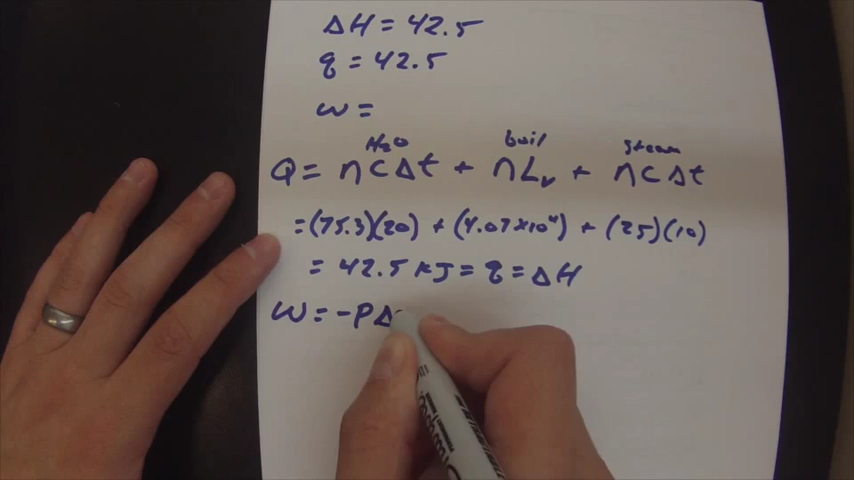 ΔH = 42.5
q = 42.5
w =
H₂O boil steam
Q = nCΔt + nLᵥ + nCΔt
= (75.3)(20) + (4.07×10⁴) + (25)(10)
= 42.5 kJ = q = ΔH
W = -PΔ